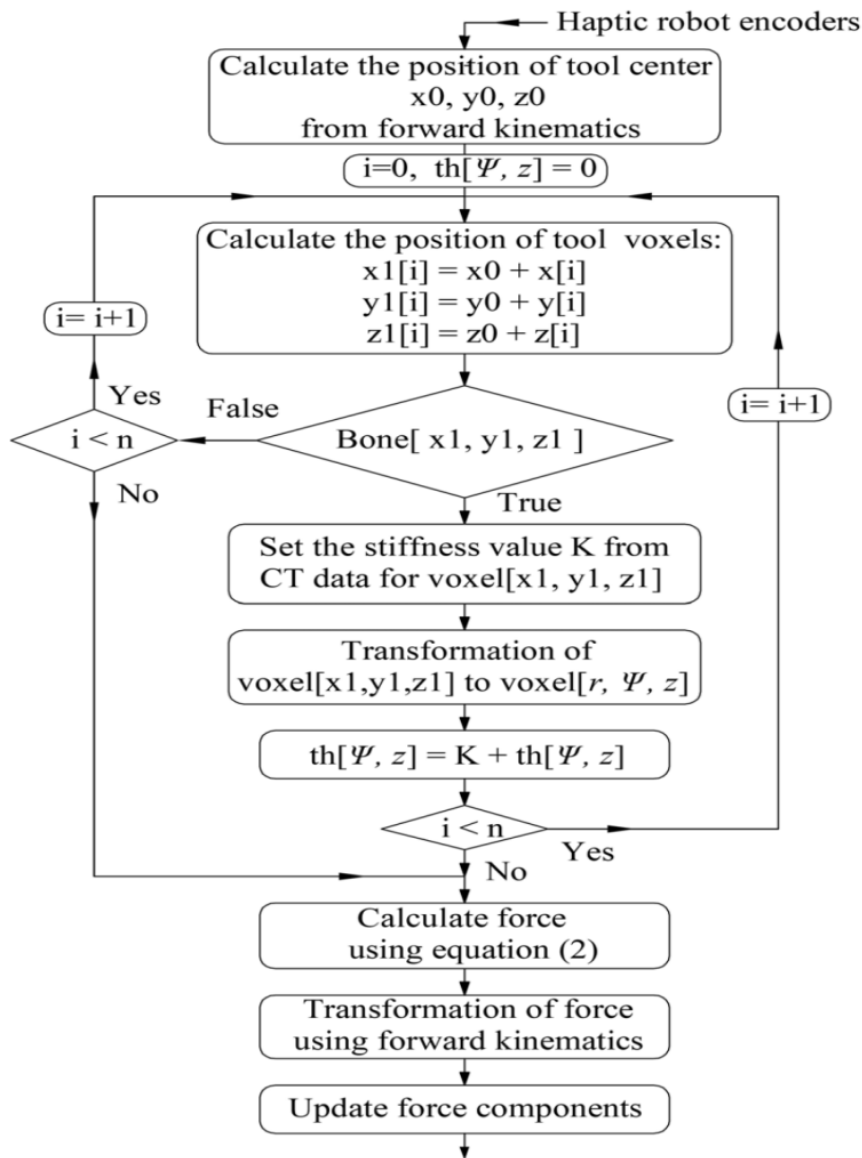 Haptic robot encoders
Calculate the position of tool center
x0, y0, z0
from forward kinematics
i=0, th[Ψ, z] = 0
Calculate the position of tool voxels:
x1[i] = x0 + x[i]
y1[i] = y0 + y[i]
z1[i] = z0 + z[i]
i= i+1
i= i+1
Yes
False
i < n
Bone[ x1, y1, z1 ]
No
True
Set the stiffness value K from
CT data for voxel[x1, y1, z1]
Transformation of
voxel[x1,y1,z1] to voxel[r, Ψ, z]
th[Ψ, z] = K + th[Ψ, z]
i < n
Yes
No
Calculate force
using equation (2)
Transformation of force
using forward kinematics
Update force components